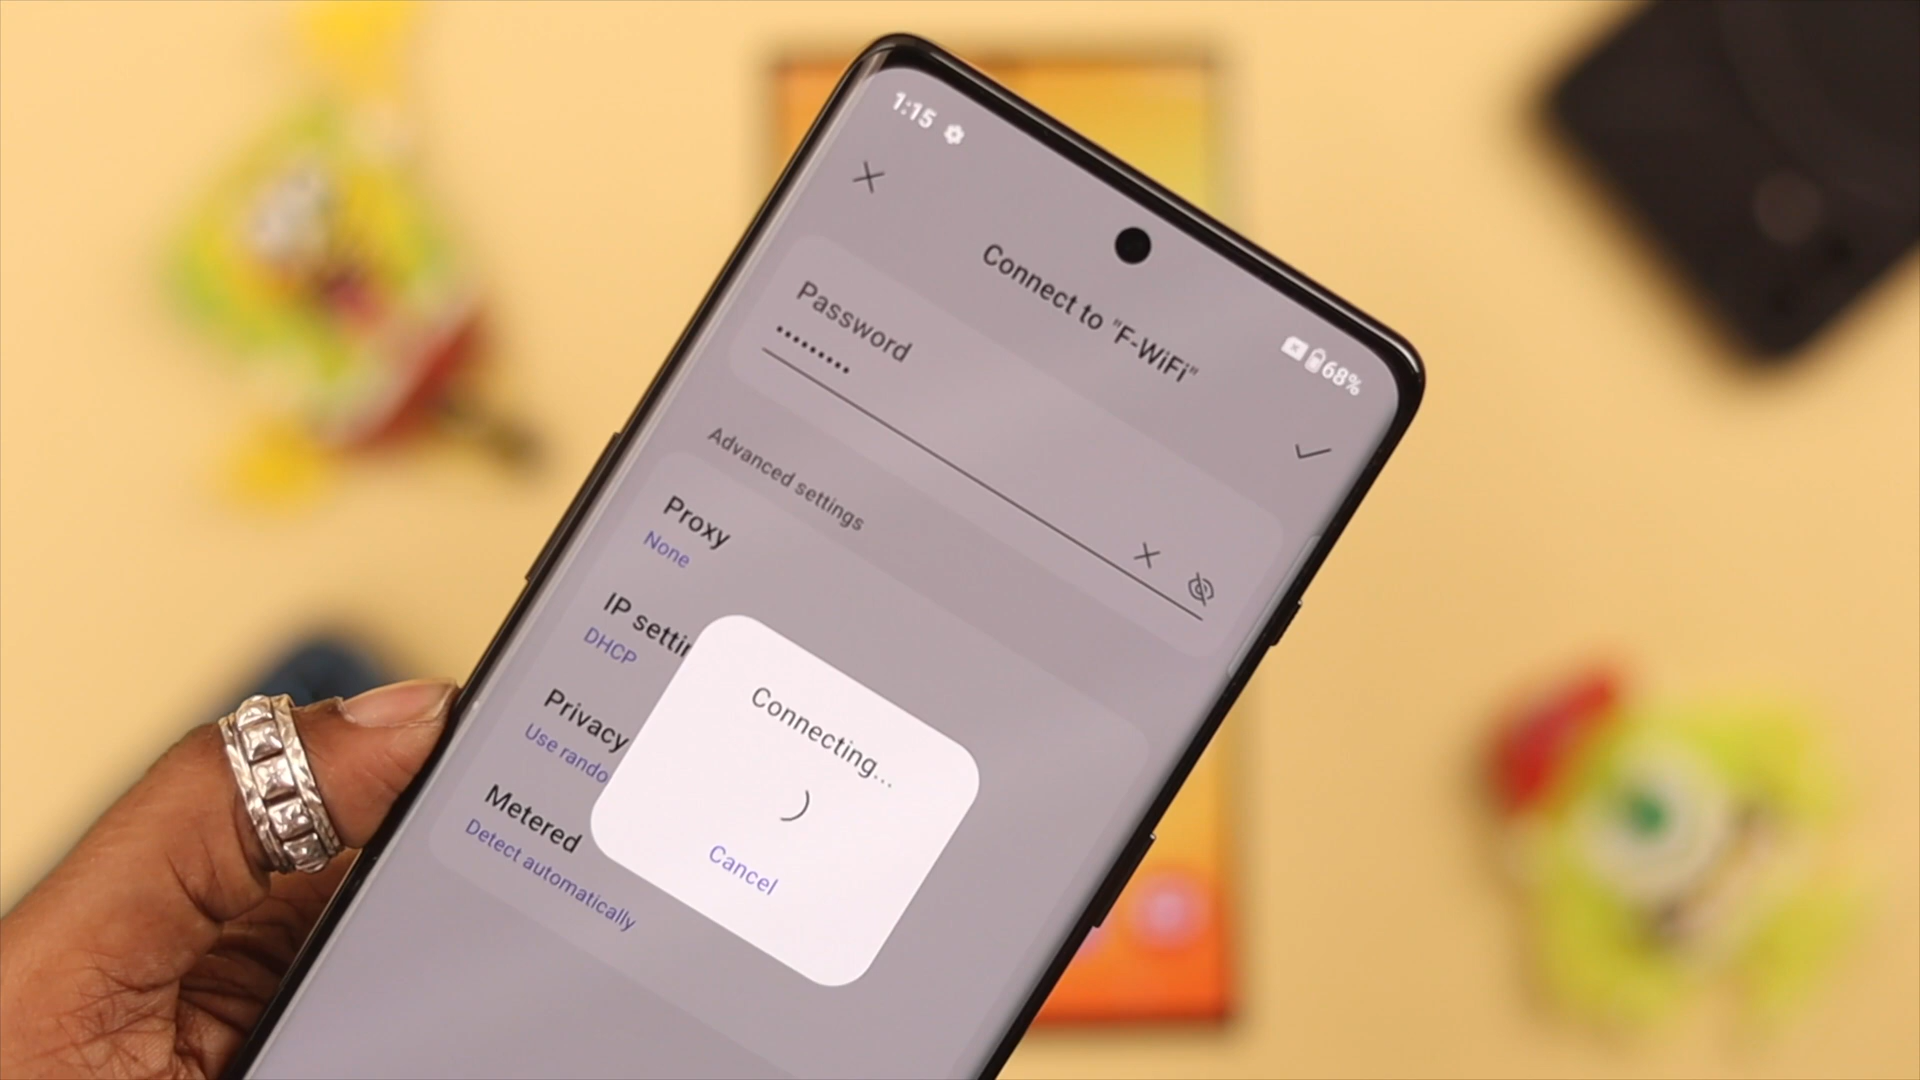 1:15
68%
Connect to "F-WiFi"
Password
•••••••••
Advanced settings
Proxy
None
IP settin
DHCP
Privacy
Use rando
Metered
Detect automatically
Connecting...
Cancel